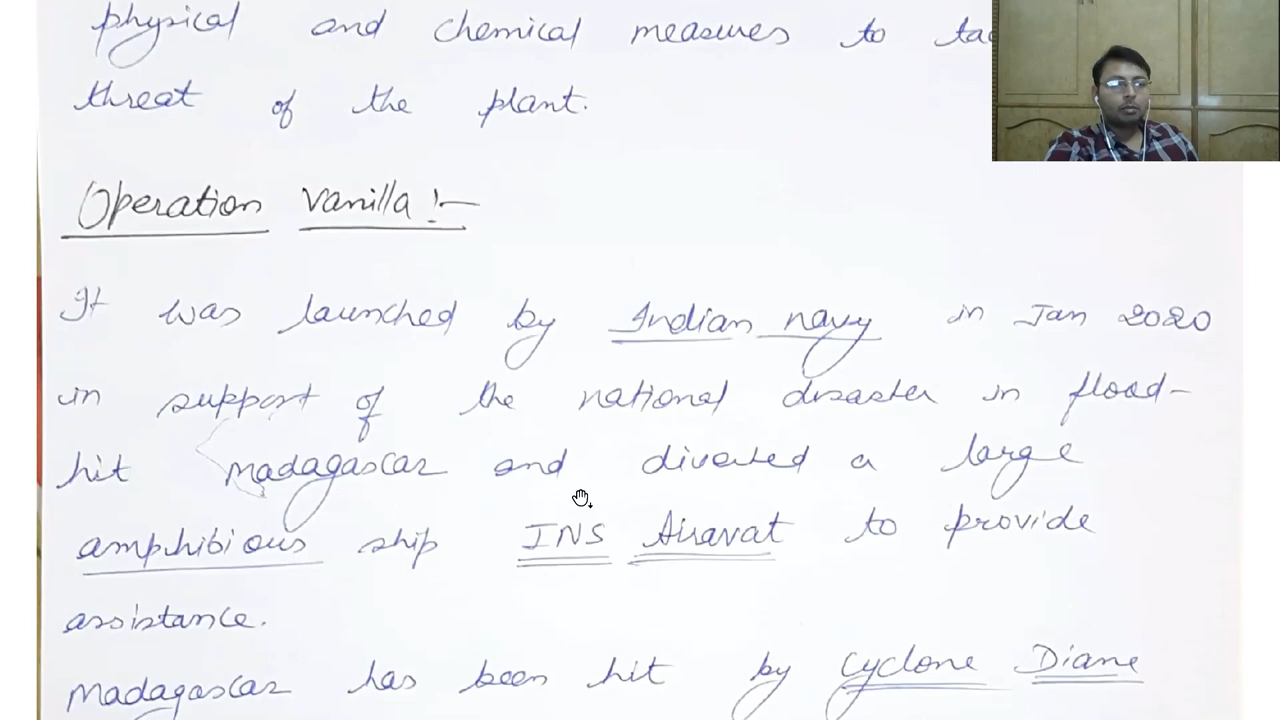 physical and chemical measures to
threat of the plant.
Operation Vanilla :-
It was launched by Indian navy in Jan 2020
in support of the national disaster in flood-
hit Madagascar and diverted a large
amphibious ship INS Airavat to provide
assistance.
Madagascar has been hit by cyclone Diane